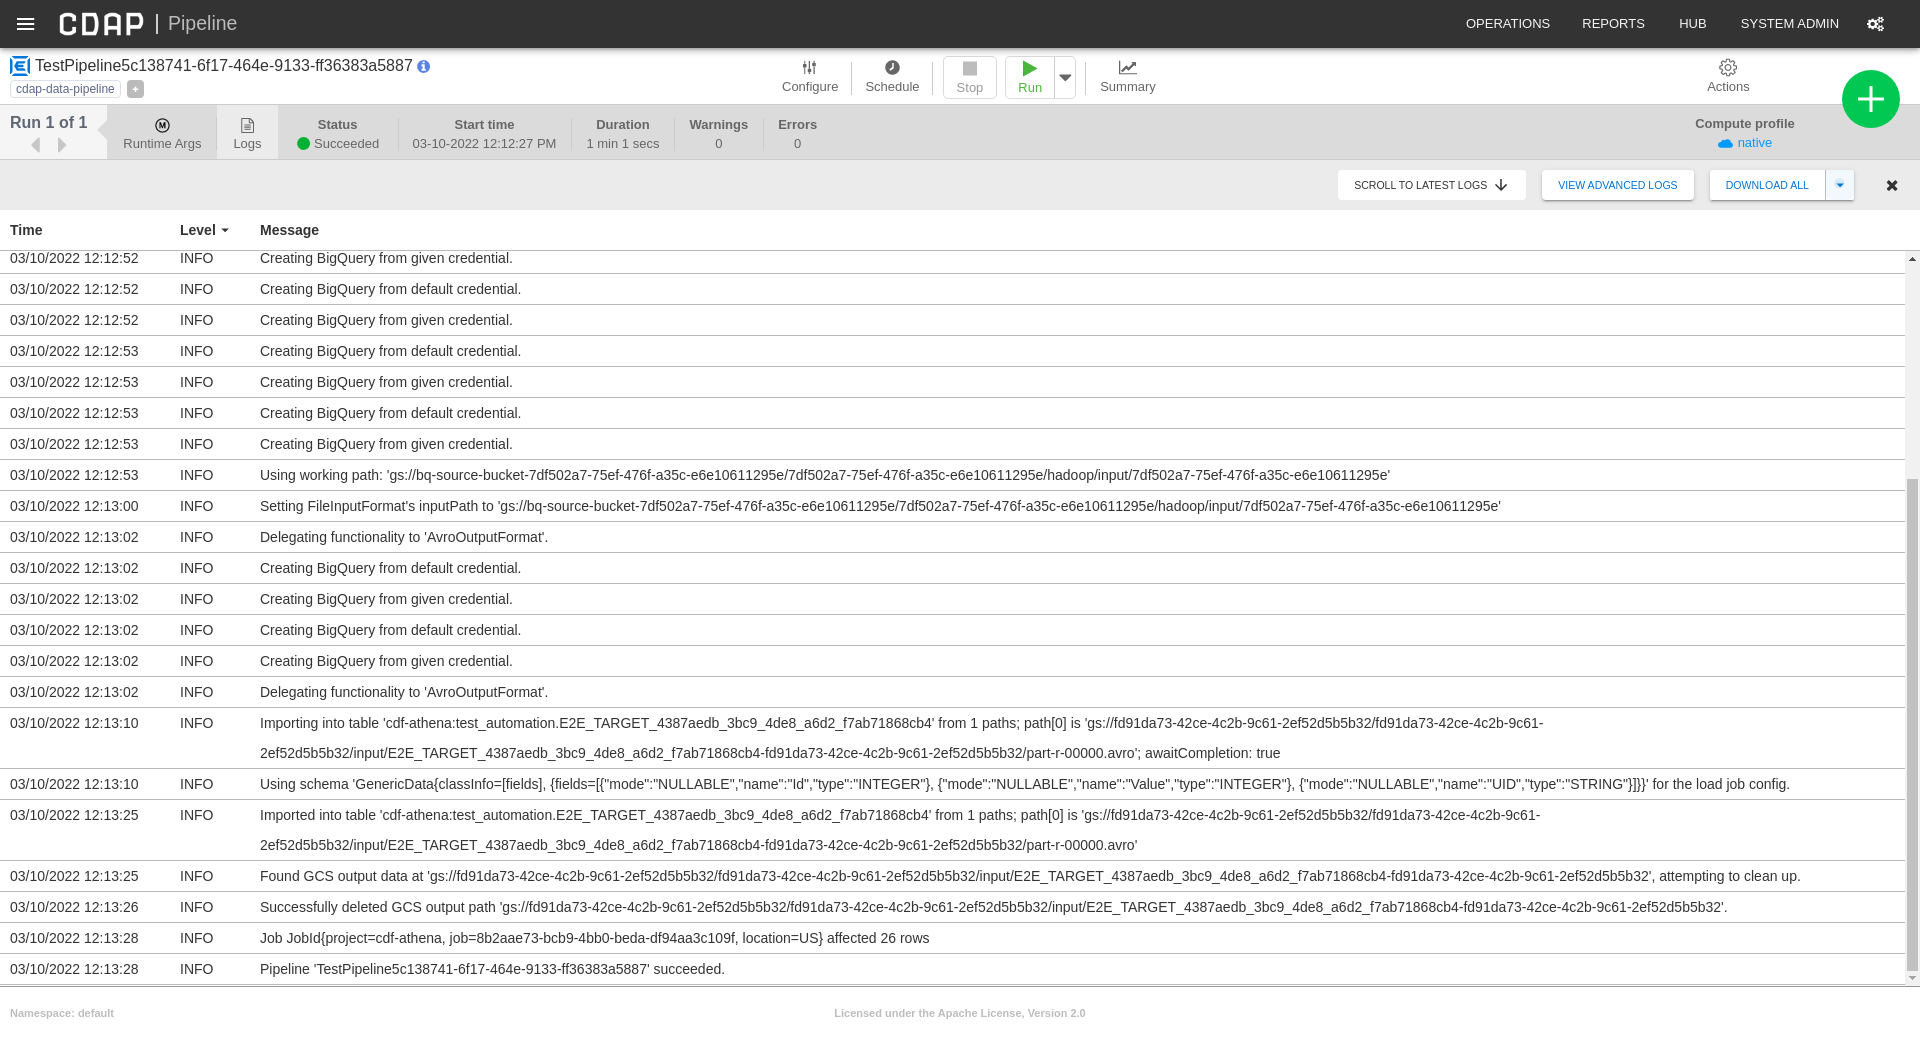 CDAP | Pipeline
OPERATIONS REPORTS HUB SYSTEM ADMIN
TestPipeline5c138741-6f17-464e-9133-ff36383a5887
cdap-data-pipeline +
Configure Schedule Stop Run Summary Actions
Run 1 of 1
Runtime Args Logs
Status Start time Duration Warnings Errors Compute profile
Succeeded 03-10-2022 12:12:27 PM 1 min 1 secs 0 0 native
SCROLL TO LATEST LOGS VIEW ADVANCED LOGS DOWNLOAD ALL
Time Level Message
03/10/2022 12:12:52 INFO Creating BigQuery from given credential.
03/10/2022 12:12:52 INFO Creating BigQuery from default credential.
03/10/2022 12:12:52 INFO Creating BigQuery from given credential.
03/10/2022 12:12:53 INFO Creating BigQuery from default credential.
03/10/2022 12:12:53 INFO Creating BigQuery from given credential.
03/10/2022 12:12:53 INFO Creating BigQuery from default credential.
03/10/2022 12:12:53 INFO Creating BigQuery from given credential.
03/10/2022 12:12:53 INFO Using working path: 'gs://bq-source-bucket-7df502a7-75ef-476f-a35c-e6e10611295e/7df502a7-75ef-476f-a35c-e6e10611295e/hadoop/input/7df502a7-75ef-476f-a35c-e6e10611295e'
03/10/2022 12:13:00 INFO Setting FileInputFormat's inputPath to 'gs://bq-source-bucket-7df502a7-75ef-476f-a35c-e6e10611295e/7df502a7-75ef-476f-a35c-e6e10611295e/hadoop/input/7df502a7-75ef-476f-a35c-e6e10611295e'
03/10/2022 12:13:02 INFO Delegating functionality to 'AvroOutputFormat'.
03/10/2022 12:13:02 INFO Creating BigQuery from default credential.
03/10/2022 12:13:02 INFO Creating BigQuery from given credential.
03/10/2022 12:13:02 INFO Creating BigQuery from default credential.
03/10/2022 12:13:02 INFO Creating BigQuery from given credential.
03/10/2022 12:13:02 INFO Delegating functionality to 'AvroOutputFormat'.
03/10/2022 12:13:10 INFO Importing into table 'cdf-athena:test_automation.E2E_TARGET_4387aedb_3bc9_4de8_a6d2_f7ab71868cb4' from 1 paths; path[0] is 'gs://fd91da73-42ce-4c2b-9c61-2ef52d5b5b32/fd91da73-42ce-4c2b-9c61-
2ef52d5b5b32/input/E2E_TARGET_4387aedb_3bc9_4de8_a6d2_f7ab71868cb4-fd91da73-42ce-4c2b-9c61-2ef52d5b5b32/part-r-00000.avro'; awaitCompletion: true
03/10/2022 12:13:10 INFO Using schema 'GenericData{classInfo=[fields], {fields=[{"mode":"NULLABLE","name":"Id","type":"INTEGER"}, {"mode":"NULLABLE","name":"Value","type":"INTEGER"}, {"mode":"NULLABLE","name":"UID","type":"STRING"}]}}' for the load job config.
03/10/2022 12:13:25 INFO Imported into table 'cdf-athena:test_automation.E2E_TARGET_4387aedb_3bc9_4de8_a6d2_f7ab71868cb4' from 1 paths; path[0] is 'gs://fd91da73-42ce-4c2b-9c61-2ef52d5b5b32/fd91da73-42ce-4c2b-9c61-
2ef52d5b5b32/input/E2E_TARGET_4387aedb_3bc9_4de8_a6d2_f7ab71868cb4-fd91da73-42ce-4c2b-9c61-2ef52d5b5b32/part-r-00000.avro'
03/10/2022 12:13:25 INFO Found GCS output data at 'gs://fd91da73-42ce-4c2b-9c61-2ef52d5b5b32/fd91da73-42ce-4c2b-9c61-2ef52d5b5b32/input/E2E_TARGET_4387aedb_3bc9_4de8_a6d2_f7ab71868cb4-fd91da73-42ce-4c2b-9c61-2ef52d5b5b32', attempting to clean up.
03/10/2022 12:13:26 INFO Successfully deleted GCS output path 'gs://fd91da73-42ce-4c2b-9c61-2ef52d5b5b32/fd91da73-42ce-4c2b-9c61-2ef52d5b5b32/input/E2E_TARGET_4387aedb_3bc9_4de8_a6d2_f7ab71868cb4-fd91da73-42ce-4c2b-9c61-2ef52d5b5b32'.
03/10/2022 12:13:28 INFO Job JobId{project=cdf-athena, job=8b2aae73-bcb9-4bb0-beda-df94aa3c109f, location=US} affected 26 rows
03/10/2022 12:13:28 INFO Pipeline 'TestPipeline5c138741-6f17-464e-9133-ff36383a5887' succeeded.
Namespace: default Licensed under the Apache License, Version 2.0